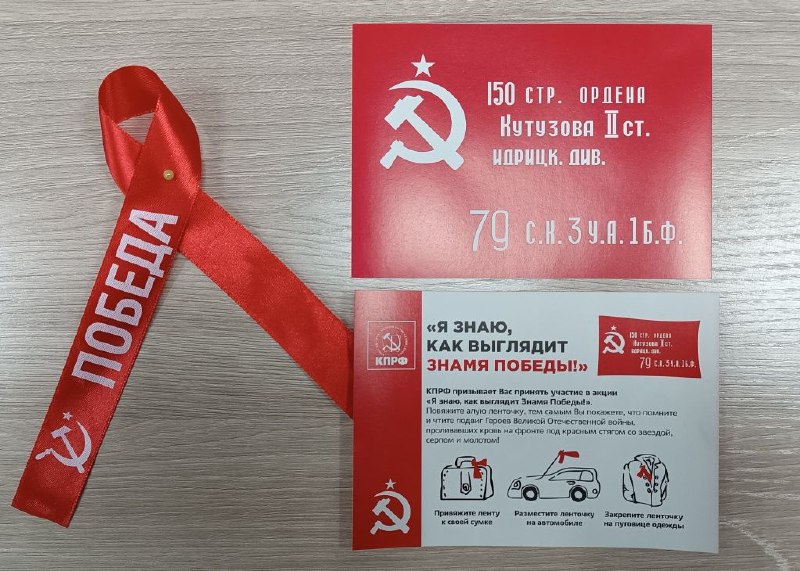 ПОБЕДА
150 СТР. ОРДЕНА
КУТУЗОВА II СТ.
ИДРИЦК. ДИВ.
79 С.К. 3 У.А. 1 Б.Ф.
КПРФ
«Я ЗНАЮ,
КАК ВЫГЛЯДИТ
ЗНАМЯ ПОБЕДЫ!»
150 СТР. ОРДЕНА
КУТУЗОВА II СТ.
ИДРИЦК. ДИВ.
79 С.К. 3 У.А. 1 Б.Ф.
КПРФ призывает Вас принять участие в акции
«Я знаю, как выглядит Знамя Победы!».
Повяжите алую ленточку, тем самым Вы покажете, что помните
и чтите подвиг Героев Великой Отечественной войны,
проливавших кровь на фронте под красным стягом со звездой,
серпом и молотом!
Привяжите ленту
к своей сумке
Разместите ленточку
на автомобиле
Закрепите ленточку
на пуговице одежды